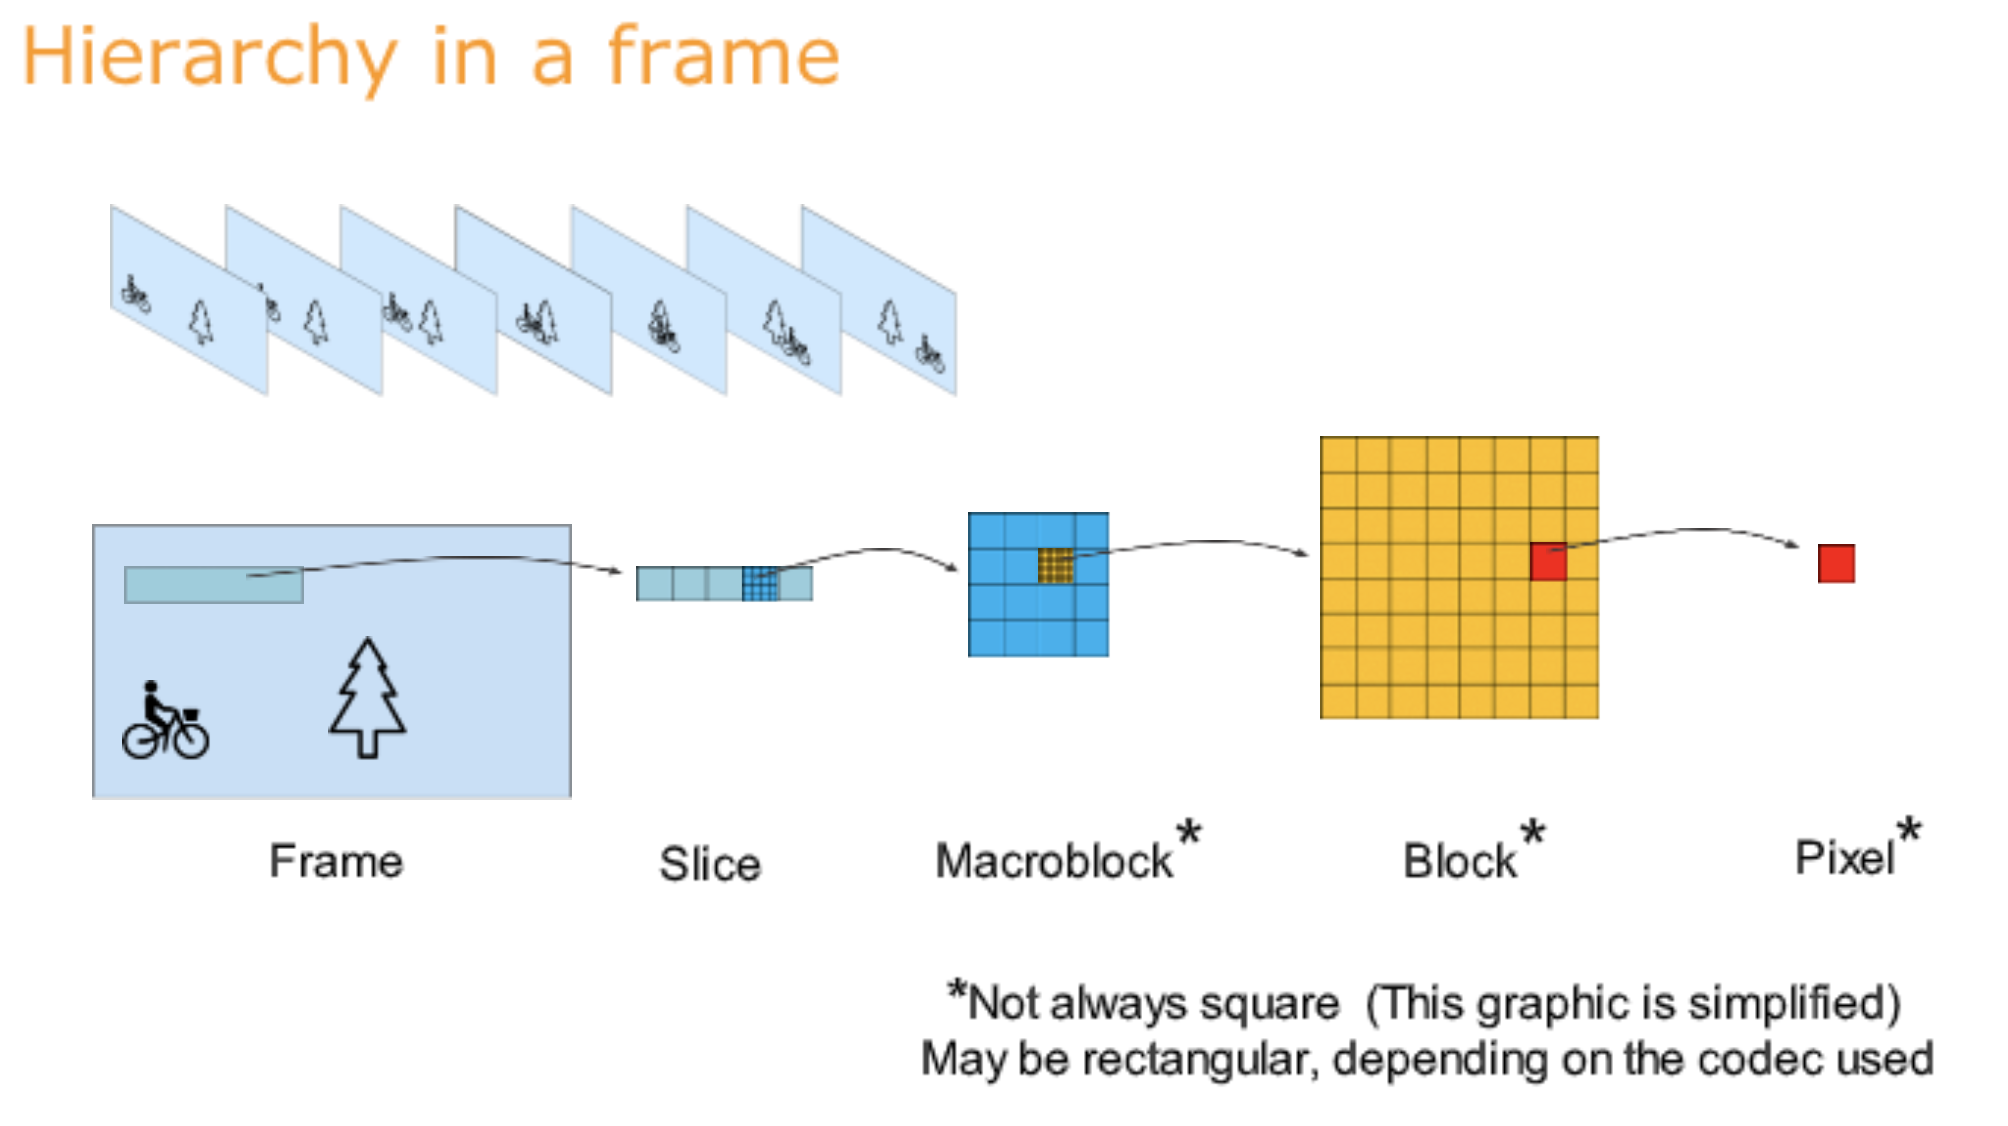 Hierarchy in a frame
Frame
Slice
Macroblock*
Block*
Pixel*
*Not always square (This graphic is simplified)
May be rectangular, depending on the codec used